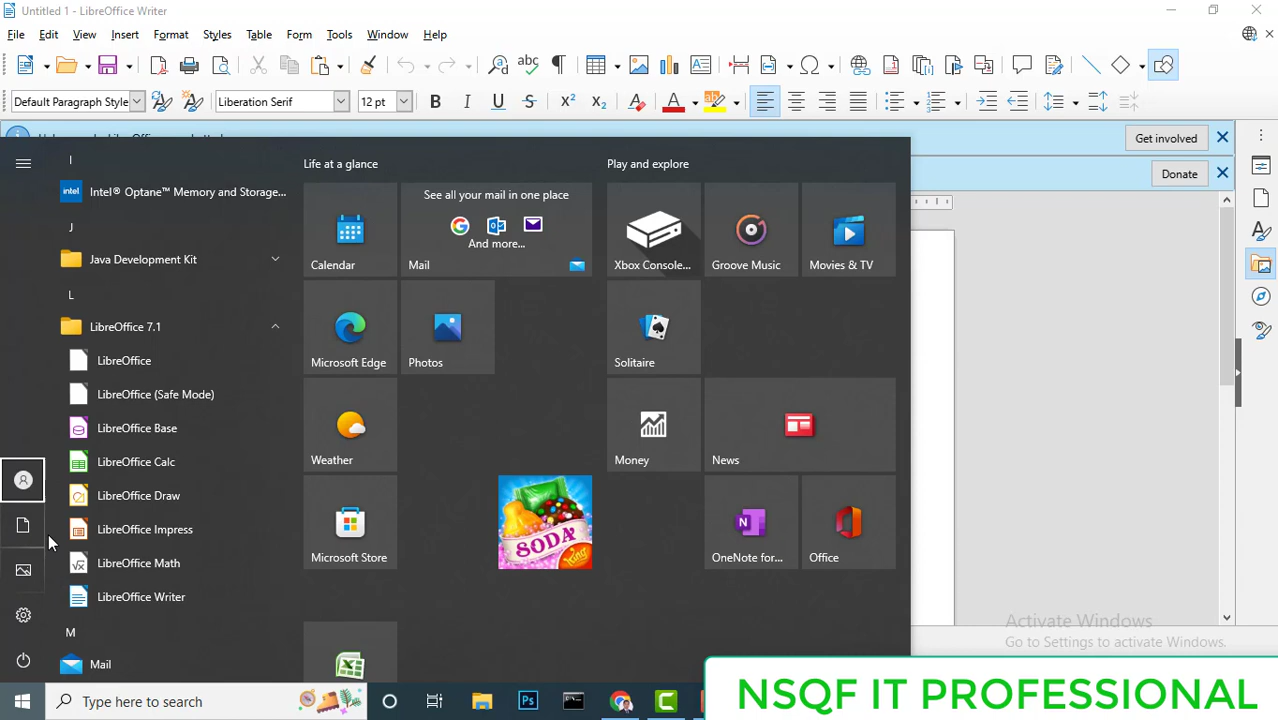 Untitled 1 - LibreOffice Writer
File Edit View Insert Format Styles Table Form Tools Window Help
Default Paragraph Style Liberation Serif 12 pt
Get involved
Donate
I
intel Intel® Optane™ Memory and Storage...
J
Java Development Kit
L
LibreOffice 7.1
LibreOffice
LibreOffice (Safe Mode)
LibreOffice Base
LibreOffice Calc
LibreOffice Draw
LibreOffice Impress
LibreOffice Math
LibreOffice Writer
M
Mail
Life at a glance
Calendar
See all your mail in one place
And more...
Mail
Microsoft Edge
Photos
Weather
Microsoft Store
SODA
King
Play and explore
Xbox Console...
Groove Music
Movies & TV
Solitaire
Money
News
OneNote for...
Office
Activate Windows
Go to Settings to activate Windows.
Type here to search
Ps
NSQF IT PROFESSIONAL